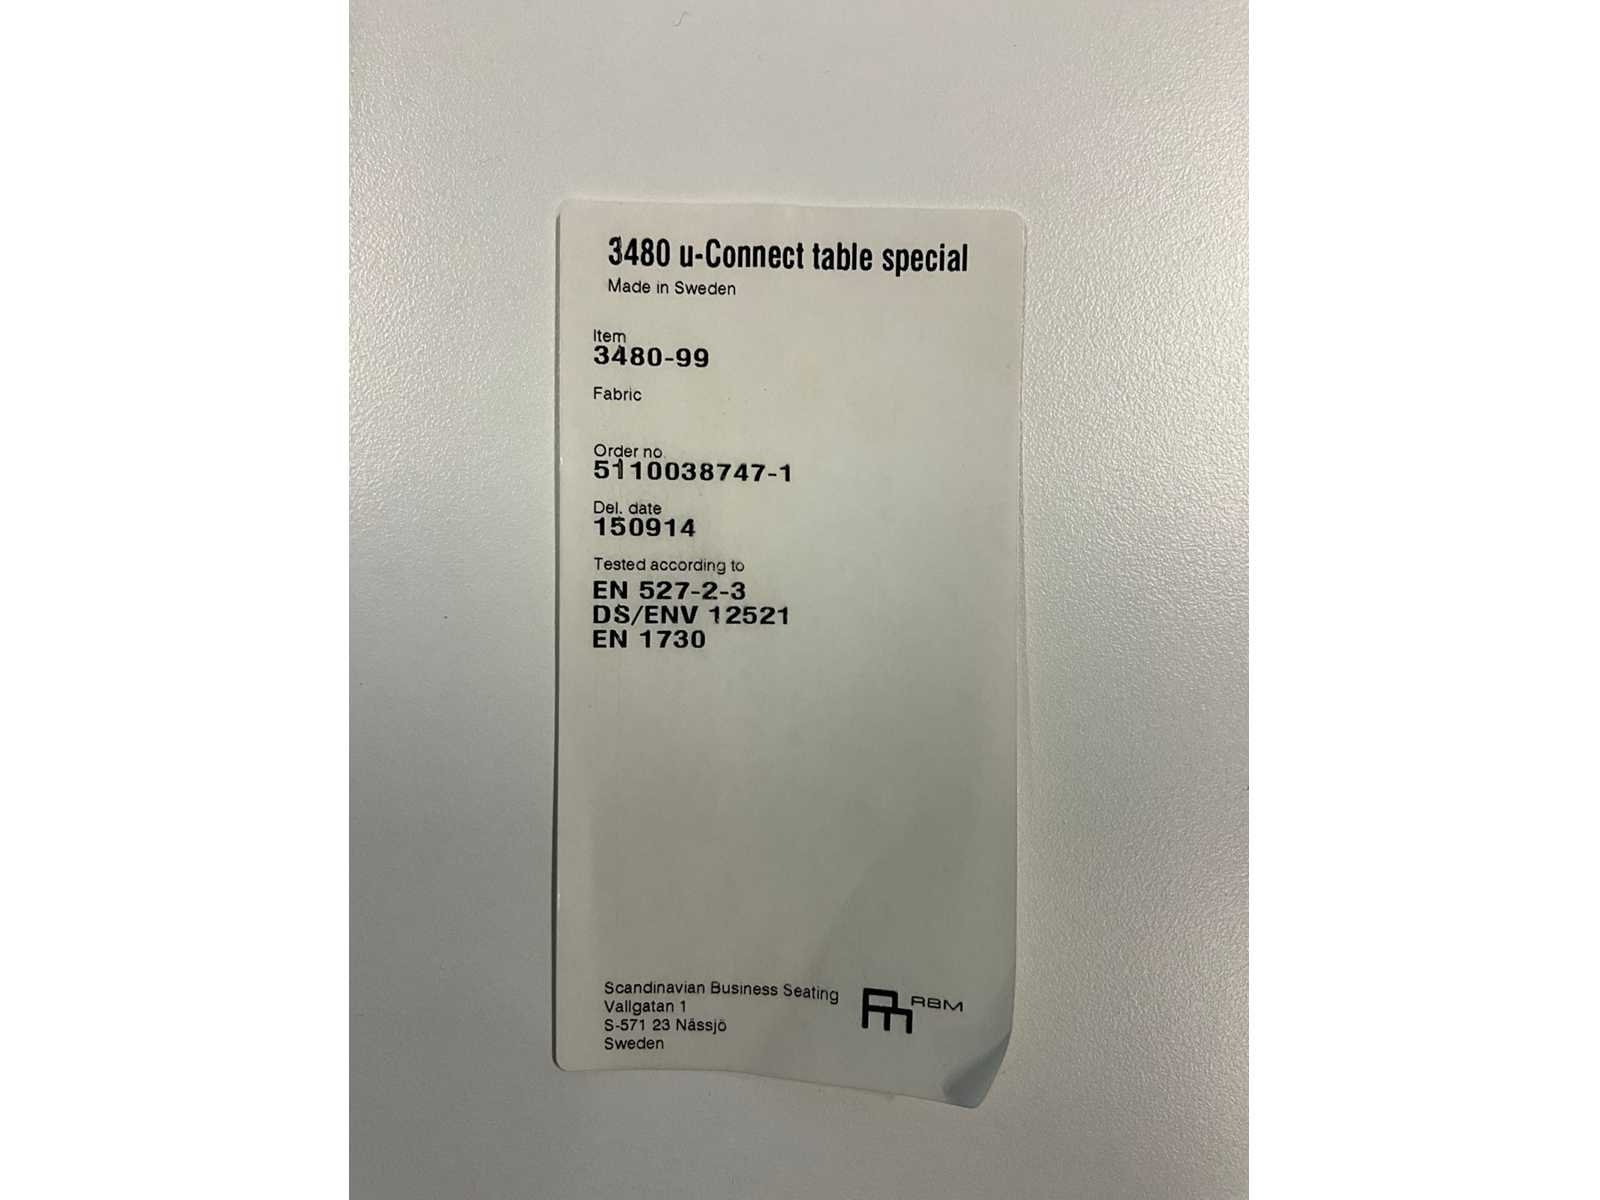 3480 u-Connect table special
Made in Sweden
Item
3480-99
Fabric
Order no.
5110038747-1
Del. date
150914
Tested according to
EN 527-2-3
DS/ENV 12521
EN 1730
Scandinavian Business Seating
Vallgatan 1
S-571 23 Nässjö
Sweden
RBM